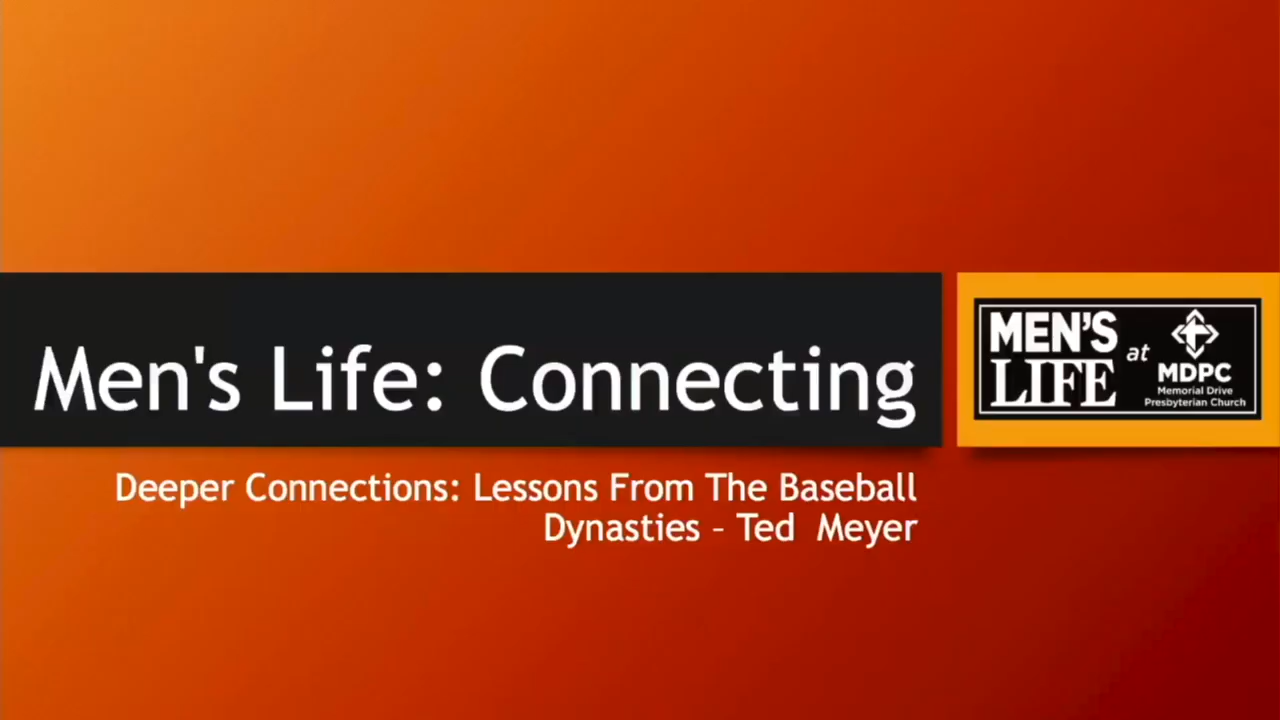 Men's Life: Connecting
MEN'S
LIFE
at
MDPC
Memorial Drive
Presbyterian Church
Deeper Connections: Lessons From The Baseball
Dynasties – Ted Meyer